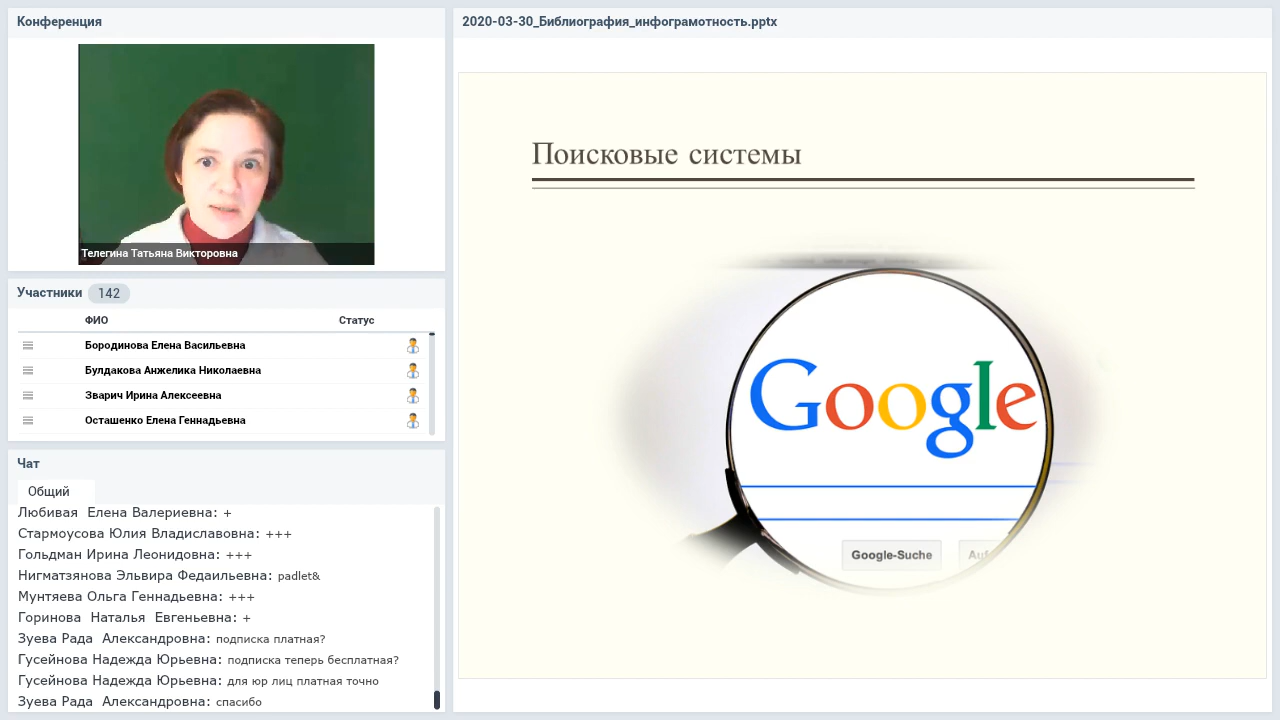 Конференция
Телегина Татьяна Викторовна
Участники 142
ФИО Статус
Бородинова Елена Васильевна
Булдакова Анжелика Николаевна
Зварич Ирина Алексеевна
Осташенко Елена Геннадьевна
Чат
Общий
Любивая Елена Валериевна: +
Стармоусова Юлия Владиславовна: +++
Гольдман Ирина Леонидовна: +++
Нигматзянова Эльвира Федаильевна: padlet&
Мунтяева Ольга Геннадьевна: +++
Горинова Наталья Евгеньевна: +
Зуева Рада Александровна: подписка платная?
Гусейнова Надежда Юрьевна: подписка теперь бесплатная?
Гусейнова Надежда Юрьевна: для юр лиц платная точно
Зуева Рада Александровна: спасибо
2020-03-30_Библиография_инфограмотность.pptx
Поисковые системы
Google
Google-Suche